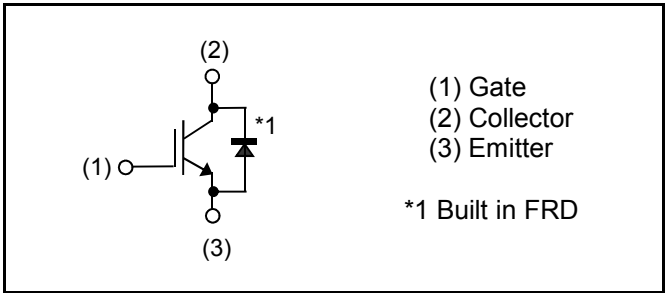 (2)
*1
(1)
(3)
(1) Gate
(2) Collector
(3) Emitter
*1 Built in FRD